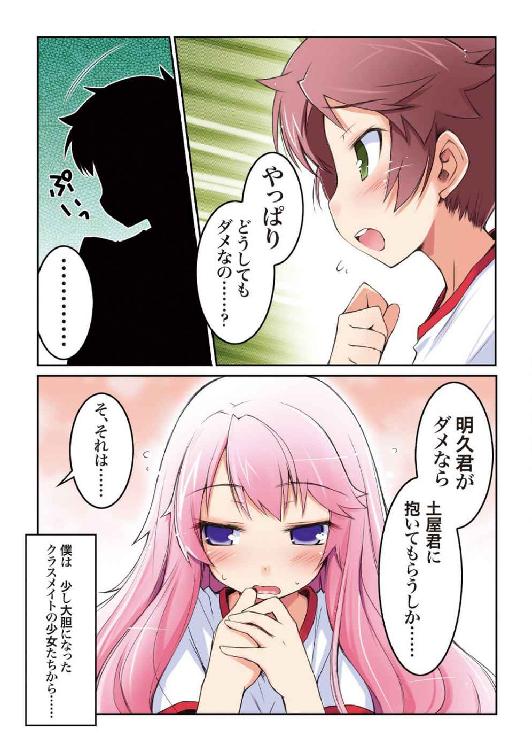 やっぱり
どうしても
ダメなの……？
ぷいっ
…………
明久君が
ダメなら
土屋君に
抱いてもらうしか……
そ、それは……
僕は　少し大胆になった
クラスメイトの少女たちから……